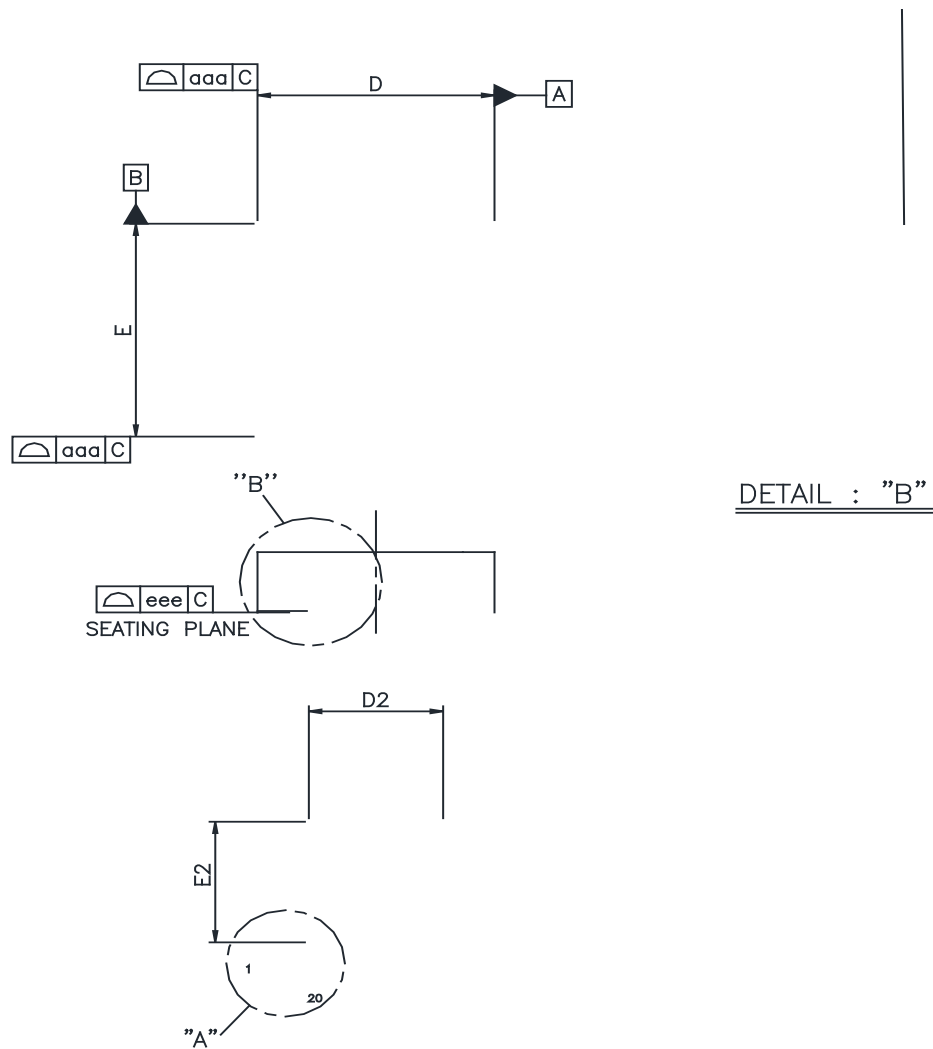 aaa C
D
A
B
E
aaa C
"B"
DETAIL : "B"
eee C
SEATING PLANE
D2
E2
1
20
"A"